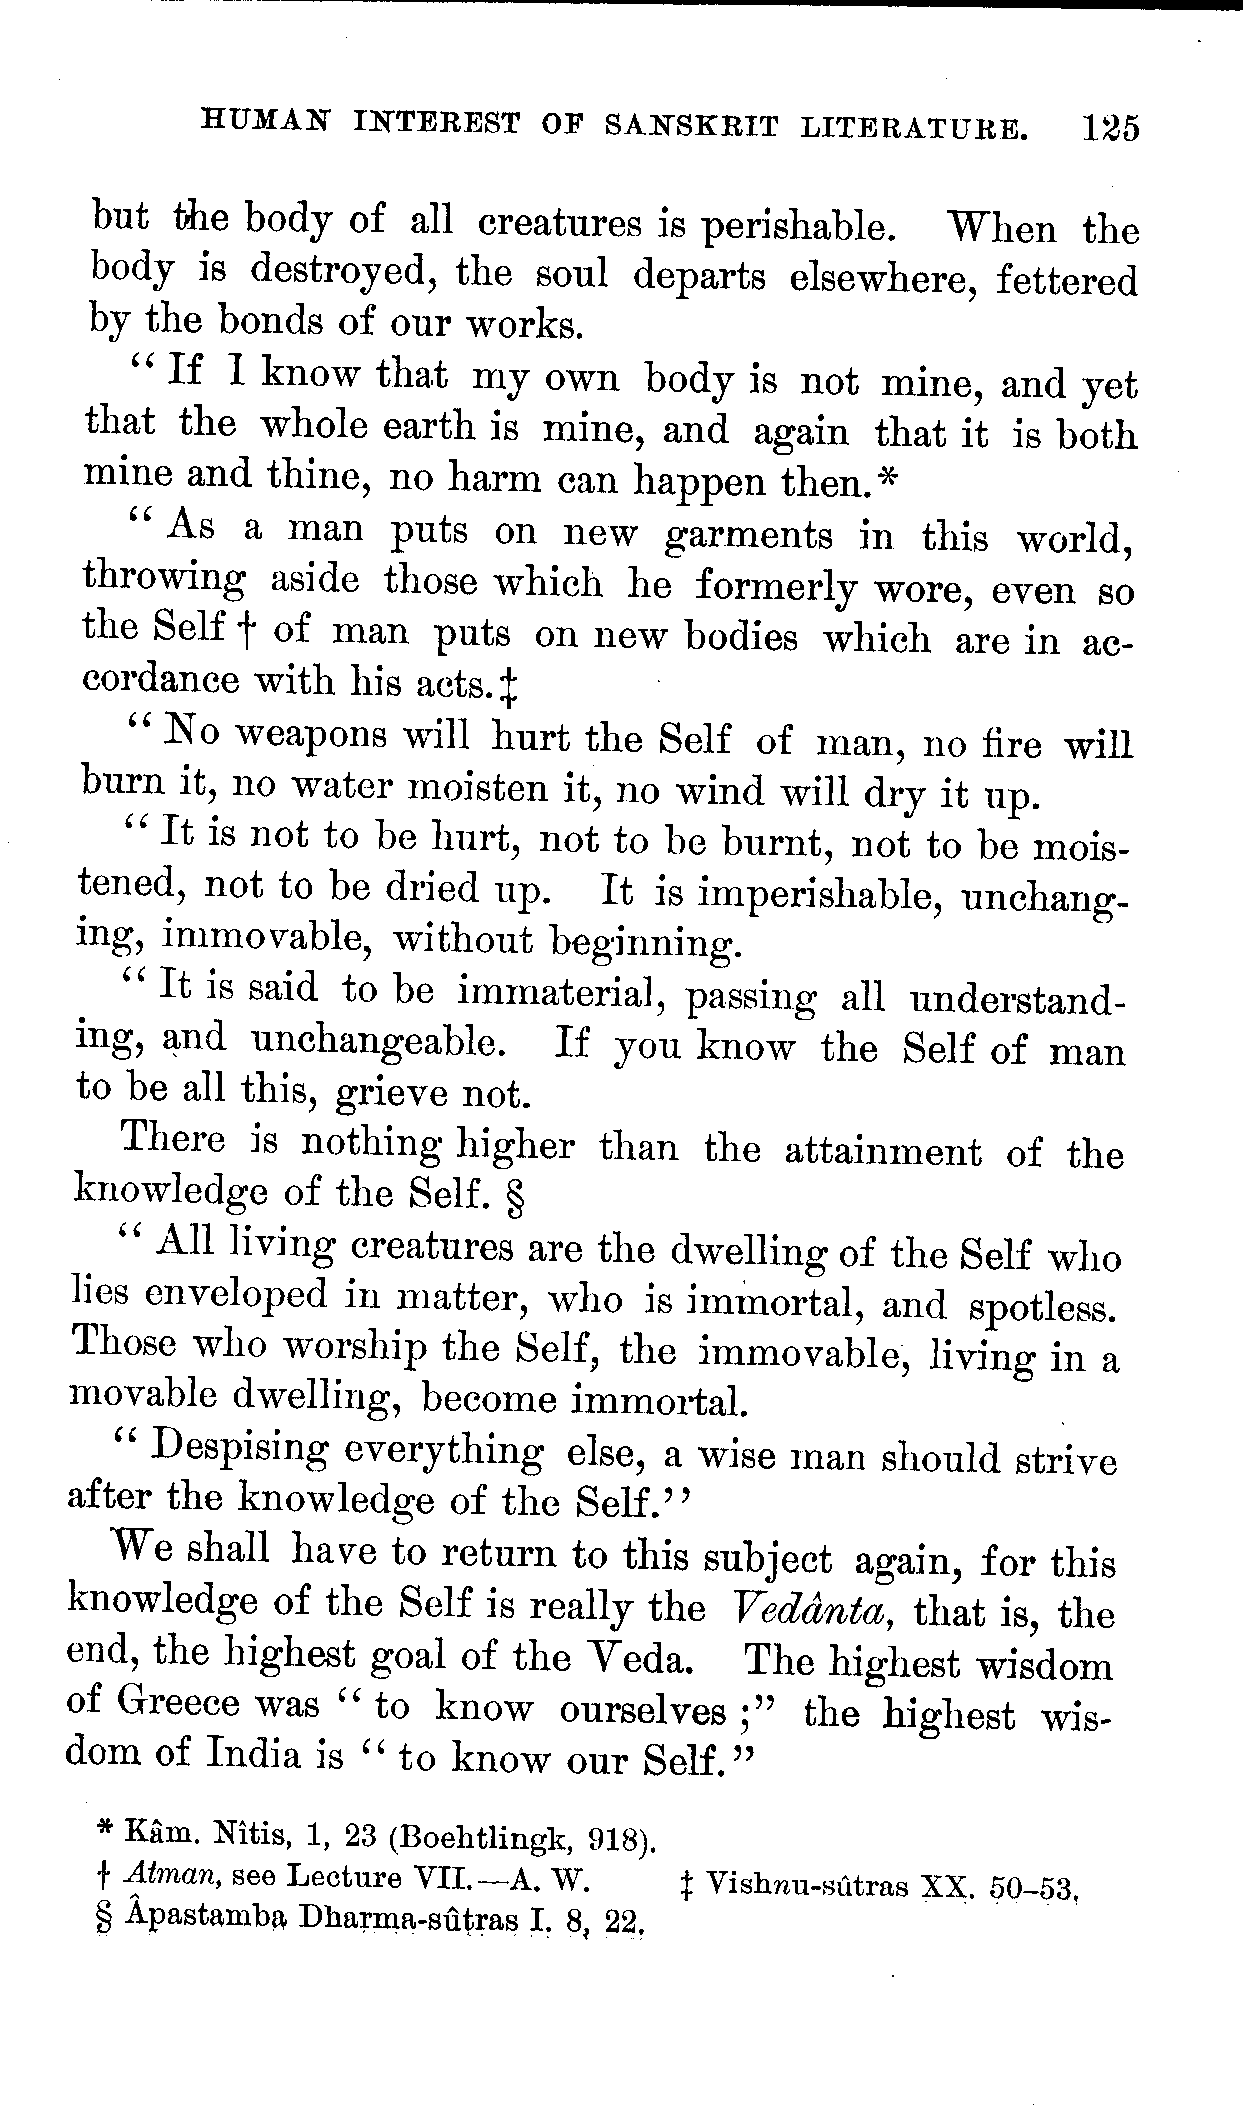 HUMAN INTEREST OF SANSKRIT LITERATURE. 125
but the body of all creatures is perishable. When the
body is destroyed, the soul departs elsewhere, fettered
by the bonds of our works.
“ If I know that my own body is not mine, and yet
that the whole earth is mine, and again that it is both
mine and thine, no harm can happen then.*
“ As a man puts on new garments in this world,
throwing aside those which he formerly wore, even so
the Self † of man puts on new bodies which are in ac-
cordance with his acts.‡
“ No weapons will hurt the Self of man, no fire will
burn it, no water moisten it, no wind will dry it up.
“ It is not to be hurt, not to be burnt, not to be mois-
tened, not to be dried up. It is imperishable, unchang-
ing, immovable, without beginning.
“ It is said to be immaterial, passing all understand-
ing, and unchangeable. If you know the Self of man
to be all this, grieve not.
There is nothing higher than the attainment of the
knowledge of the Self. §
“ All living creatures are the dwelling of the Self who
lies enveloped in matter, who is immortal, and spotless.
Those who worship the Self, the immovable, living in a
movable dwelling, become immortal.
“ Despising everything else, a wise man should strive
after the knowledge of the Self.’’
We shall have to return to this subject again, for this
knowledge of the Self is really the Vedânta, that is, the
end, the highest goal of the Veda. The highest wisdom
of Greece was “ to know ourselves ;” the highest wis-
dom of India is “ to know our Self.”
* Kâm. Nîtis, 1, 23 (Boehtlingk, 918).
† Atman, see Lecture VII.—A. W. ‡ Vishnu-sûtras XX. 50–53.
§ Âpastamba Dharma-sûtras I. 8, 22.